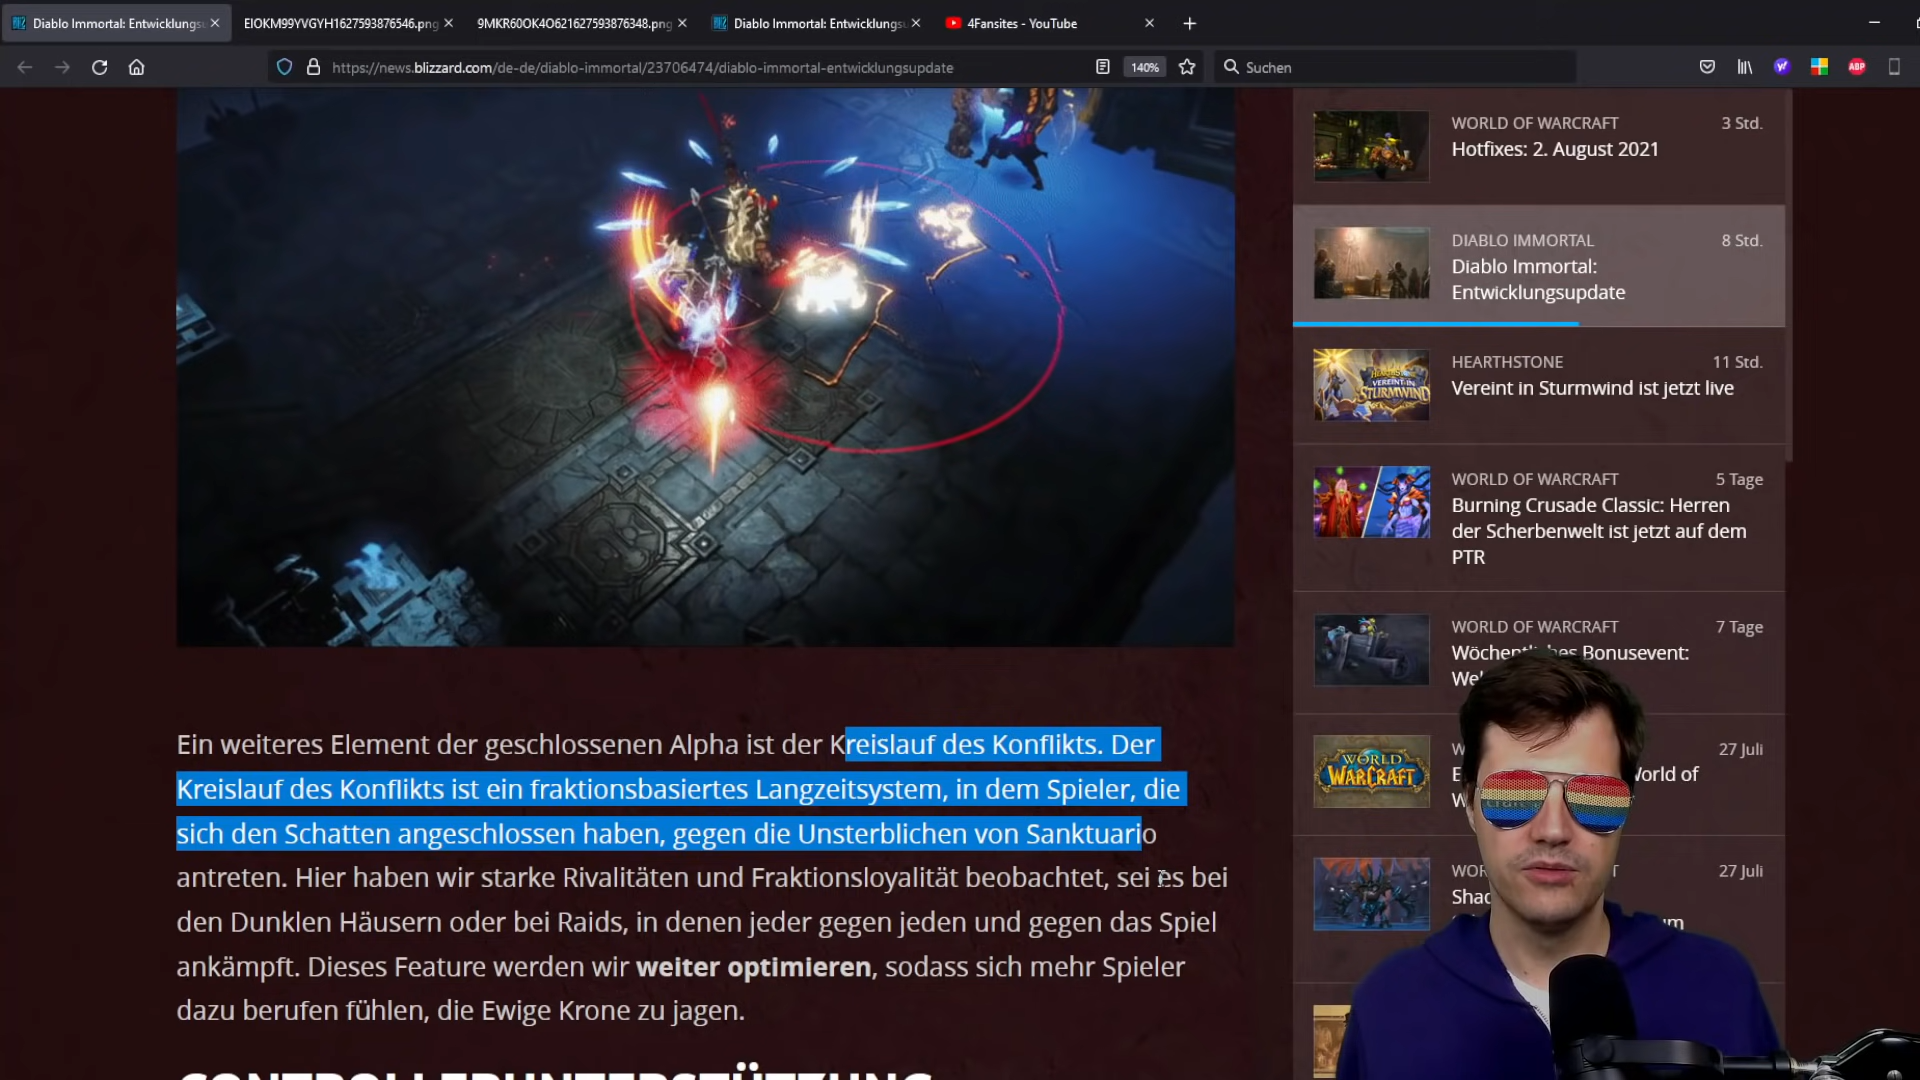 Diablo Immortal: Entwicklungsu
EIOKM99YVGYH1627593876546.png
9MKR60OK4O621627593876348.png
Diablo Immortal: Entwicklungsu
4Fansites - YouTube
https://news.blizzard.com/de-de/diablo-immortal/23706474/diablo-immortal-entwicklungsupdate
140%
Suchen
ABP
WORLD OF WARCRAFT 3 Std.
Hotfixes: 2. August 2021
DIABLO IMMORTAL 8 Std.
Diablo Immortal:
Entwicklungsupdate
HEARTHSTONE 11 Std.
Vereint in Sturmwind ist jetzt live
VEREINT IN
STURMWIND
WORLD OF WARCRAFT 5 Tage
Burning Crusade Classic: Herren
der Scherbenwelt ist jetzt auf dem
PTR
WORLD OF WARCRAFT 7 Tage
Wöchentliches Bonusevent:
Wel
27 Juli
World of
WORLD
WARCRAFT
27 Juli
Ein weiteres Element der geschlossenen Alpha ist der Kreislauf des Konflikts. Der
Kreislauf des Konflikts ist ein fraktionsbasiertes Langzeitsystem, in dem Spieler, die
sich den Schatten angeschlossen haben, gegen die Unsterblichen von Sanktuario
antreten. Hier haben wir starke Rivalitäten und Fraktionsloyalität beobachtet, sei es bei
den Dunklen Häusern oder bei Raids, in denen jeder gegen jeden und gegen das Spiel
ankämpft. Dieses Feature werden wir weiter optimieren, sodass sich mehr Spieler
dazu berufen fühlen, die Ewige Krone zu jagen.
CONTROLLERUNTERSTÜTZUNG